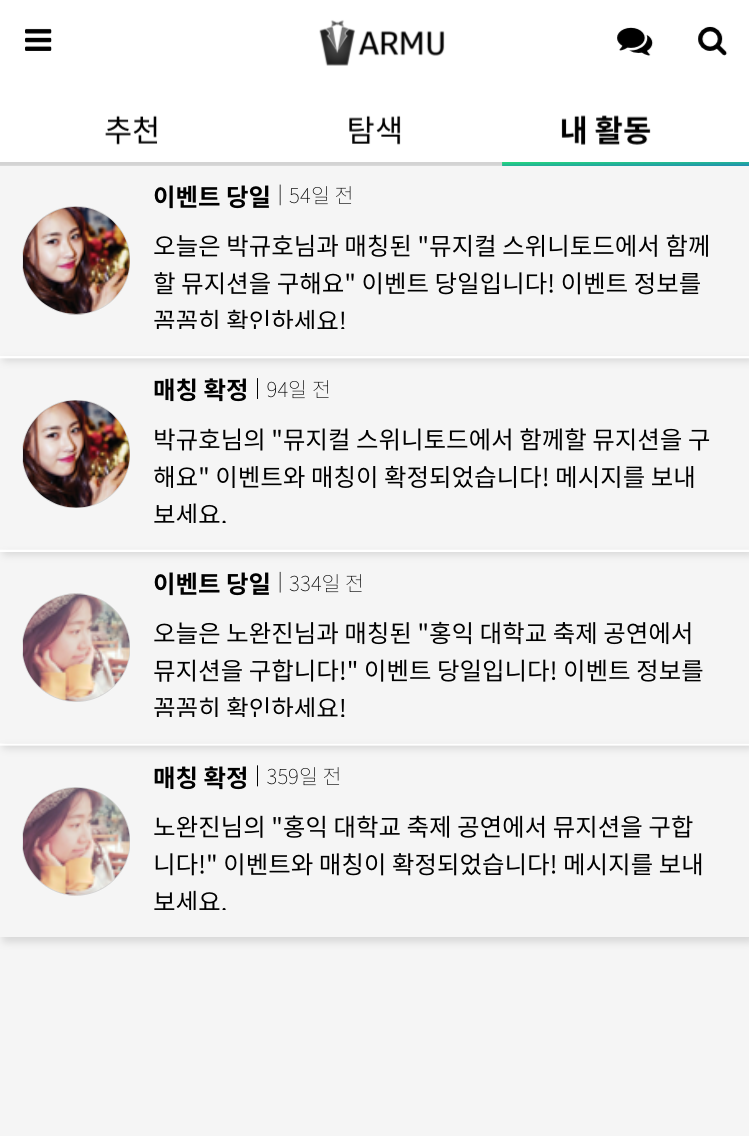 ARMU
추천 탐색 내 활동
이벤트 당일 | 54일 전
오늘은 박규호님과 매칭된 "뮤지컬 스위니토드에서 함께
할 뮤지션을 구해요" 이벤트 당일입니다! 이벤트 정보를
꼼꼼히 확인하세요!
매칭 확정 | 94일 전
박규호님의 "뮤지컬 스위니토드에서 함께할 뮤지션을 구
해요" 이벤트와 매칭이 확정되었습니다! 메시지를 보내
보세요.
이벤트 당일 | 334일 전
오늘은 노완진님과 매칭된 "홍익 대학교 축제 공연에서
뮤지션을 구합니다!" 이벤트 당일입니다! 이벤트 정보를
꼼꼼히 확인하세요!
매칭 확정 | 359일 전
노완진님의 "홍익 대학교 축제 공연에서 뮤지션을 구합
니다!" 이벤트와 매칭이 확정되었습니다! 메시지를 보내
보세요.